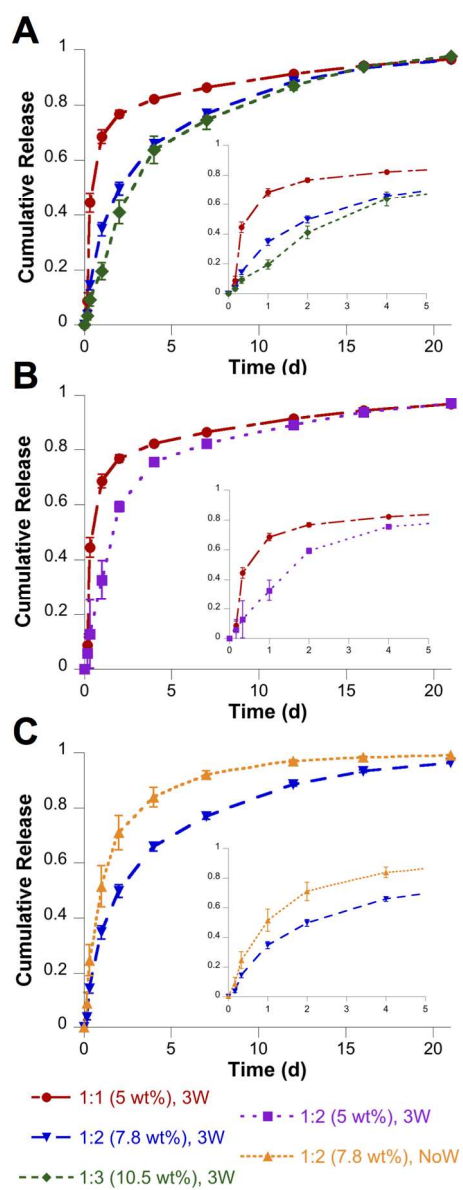 A
Cumulative Release
1
0.8
0.6
0.4
0.2
0
0 5 10 15 20
Time (d)
1
0.8
0.6
0.4
0.2
0
0 1 2 3 4 5
B
Cumulative Release
1
0.8
0.6
0.4
0.2
0
0 5 10 15 20
Time (d)
1
0.8
0.6
0.4
0.2
0
0 1 2 3 4 5
C
Cumulative Release
1
0.8
0.6
0.4
0.2
0
0 5 10 15 20
Time (d)
1
0.8
0.6
0.4
0.2
0
0 1 2 3 4 5
1:1 (5 wt%), 3W
1:2 (7.8 wt%), 3W
1:3 (10.5 wt%), 3W
1:2 (5 wt%), 3W
1:2 (7.8 wt%), NoW